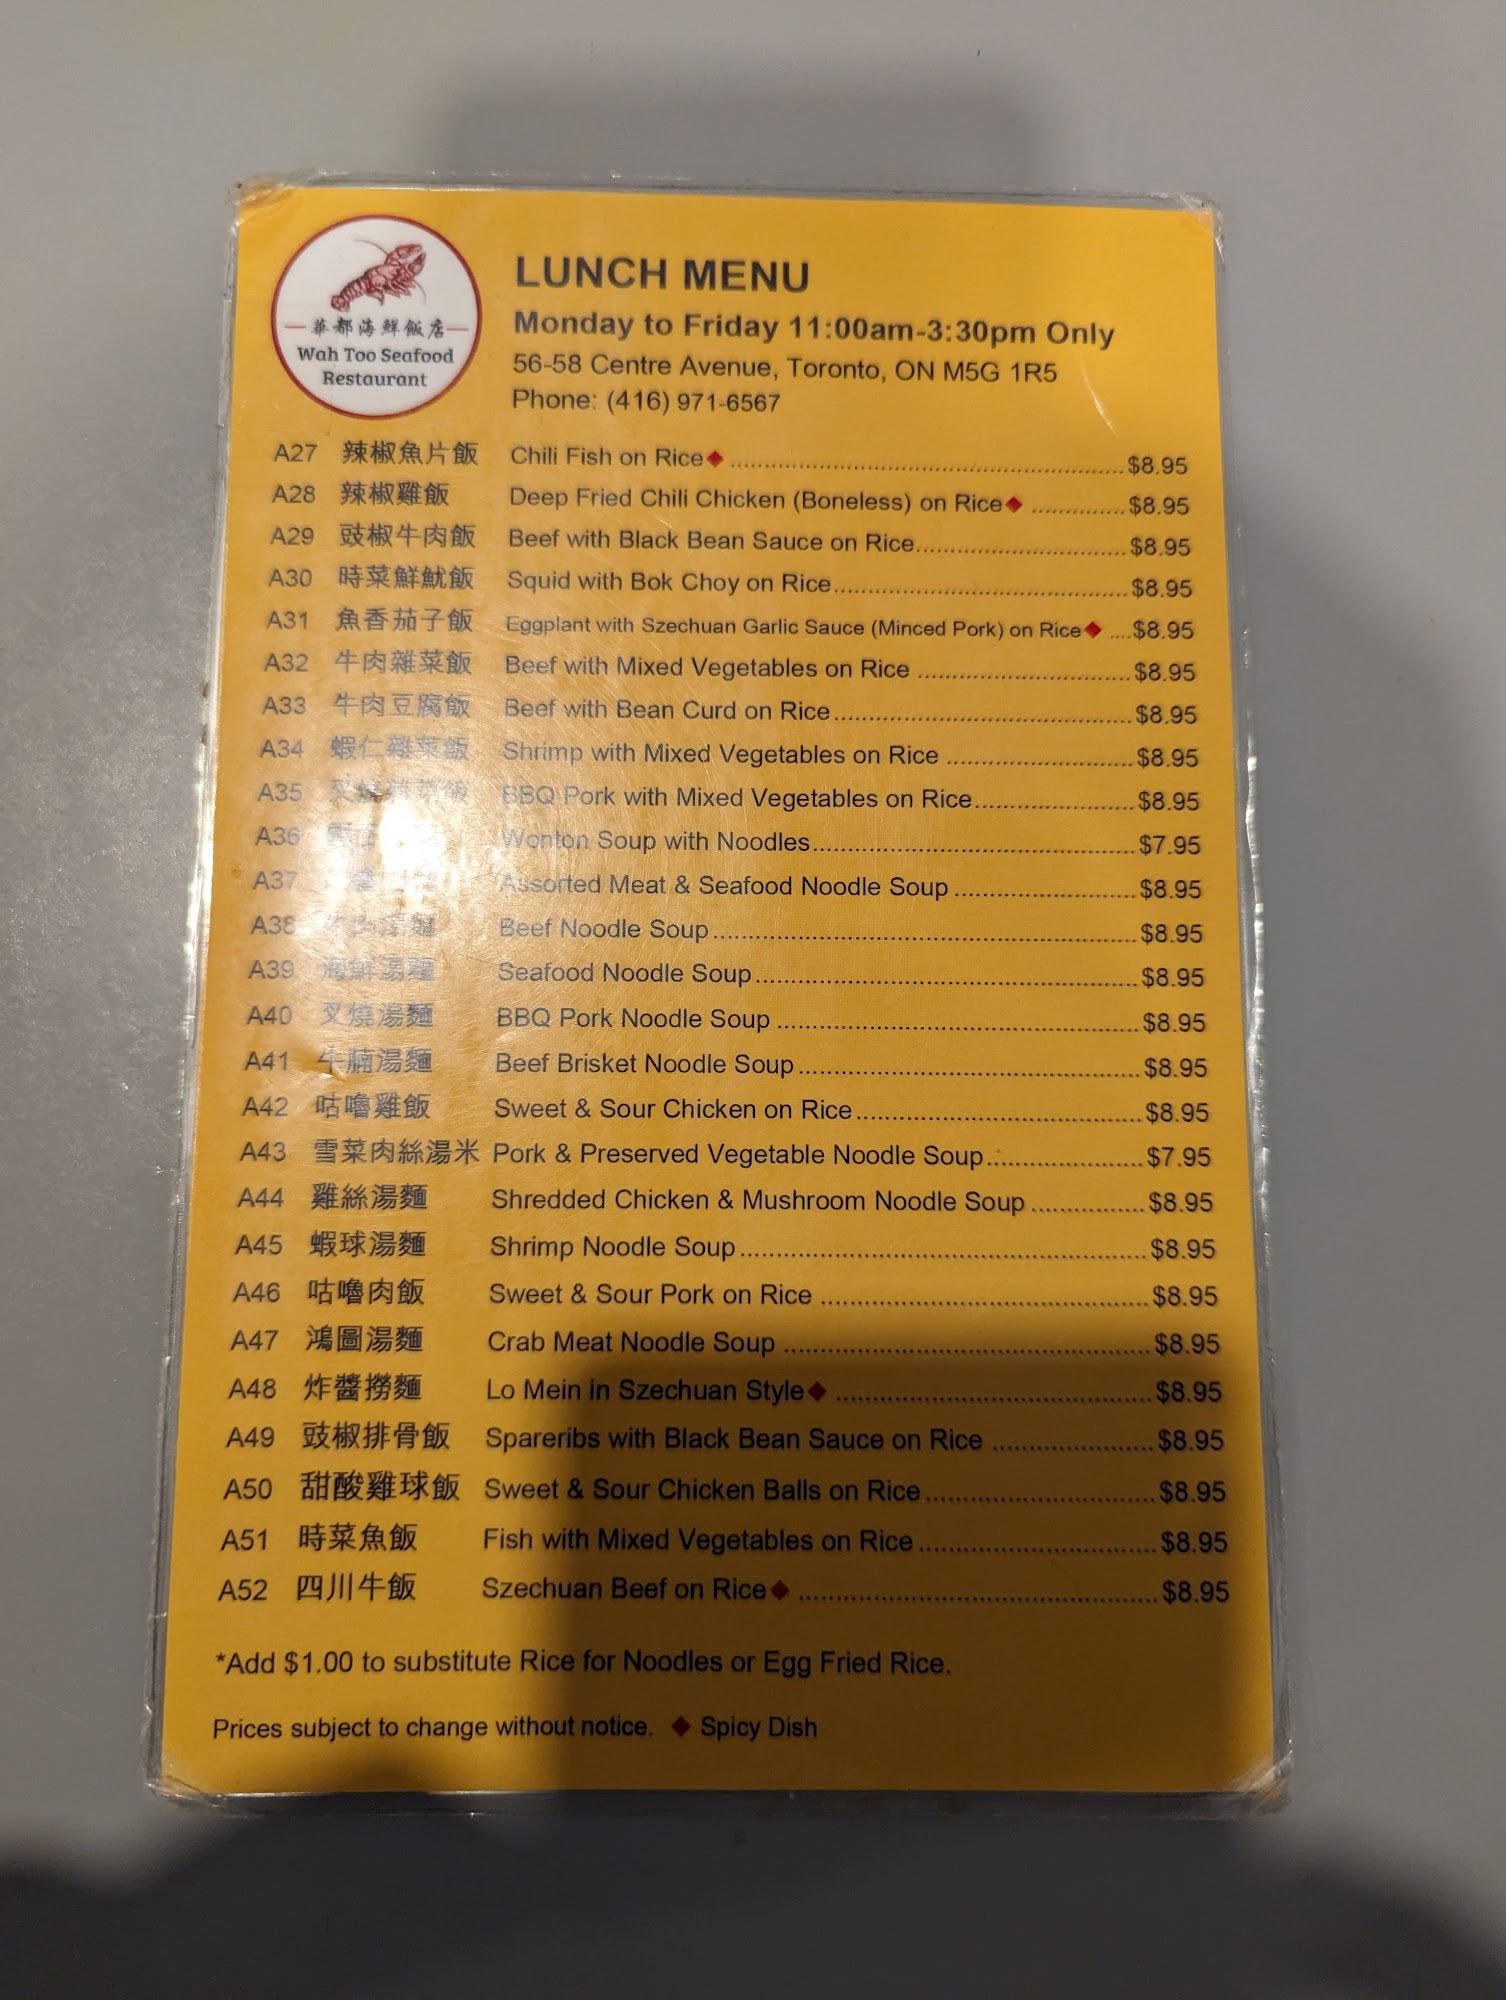 華都海鮮飯店
Wah Too Seafood
Restaurant
LUNCH MENU
Monday to Friday 11:00am-3:30pm Only
56-58 Centre Avenue, Toronto, ON M5G 1R5
Phone: (416) 971-6567
A27 辣椒魚片飯 Chili Fish on Rice◆ $8.95
A28 辣椒雞飯 Deep Fried Chili Chicken (Boneless) on Rice◆ $8.95
A29 豉椒牛肉飯 Beef with Black Bean Sauce on Rice $8.95
A30 時菜鮮魷飯 Squid with Bok Choy on Rice $8.95
A31 魚香茄子飯 Eggplant with Szechuan Garlic Sauce (Minced Pork) on Rice◆ $8.95
A32 牛肉雜菜飯 Beef with Mixed Vegetables on Rice $8.95
A33 牛肉豆腐飯 Beef with Bean Curd on Rice $8.95
A34 蝦仁雜菜飯 Shrimp with Mixed Vegetables on Rice $8.95
A35 BBQ Pork with Mixed Vegetables on Rice $8.95
A36 Wonton Soup with Noodles $7.95
A37 Assorted Meat & Seafood Noodle Soup $8.95
A38 牛肉湯麵 Beef Noodle Soup $8.95
A39 海鮮湯麵 Seafood Noodle Soup $8.95
A40 叉燒湯麵 BBQ Pork Noodle Soup $8.95
A41 牛腩湯麵 Beef Brisket Noodle Soup $8.95
A42 咕嚕雞飯 Sweet & Sour Chicken on Rice $8.95
A43 雪菜肉絲湯米 Pork & Preserved Vegetable Noodle Soup $7.95
A44 雞絲湯麵 Shredded Chicken & Mushroom Noodle Soup $8.95
A45 蝦球湯麵 Shrimp Noodle Soup $8.95
A46 咕嚕肉飯 Sweet & Sour Pork on Rice $8.95
A47 鴻圖湯麵 Crab Meat Noodle Soup $8.95
A48 炸醬撈麵 Lo Mein in Szechuan Style◆ $8.95
A49 豉椒排骨飯 Spareribs with Black Bean Sauce on Rice $8.95
A50 甜酸雞球飯 Sweet & Sour Chicken Balls on Rice $8.95
A51 時菜魚飯 Fish with Mixed Vegetables on Rice $8.95
A52 四川牛飯 Szechuan Beef on Rice◆ $8.95
*Add $1.00 to substitute Rice for Noodles or Egg Fried Rice.
Prices subject to change without notice. ◆ Spicy Dish